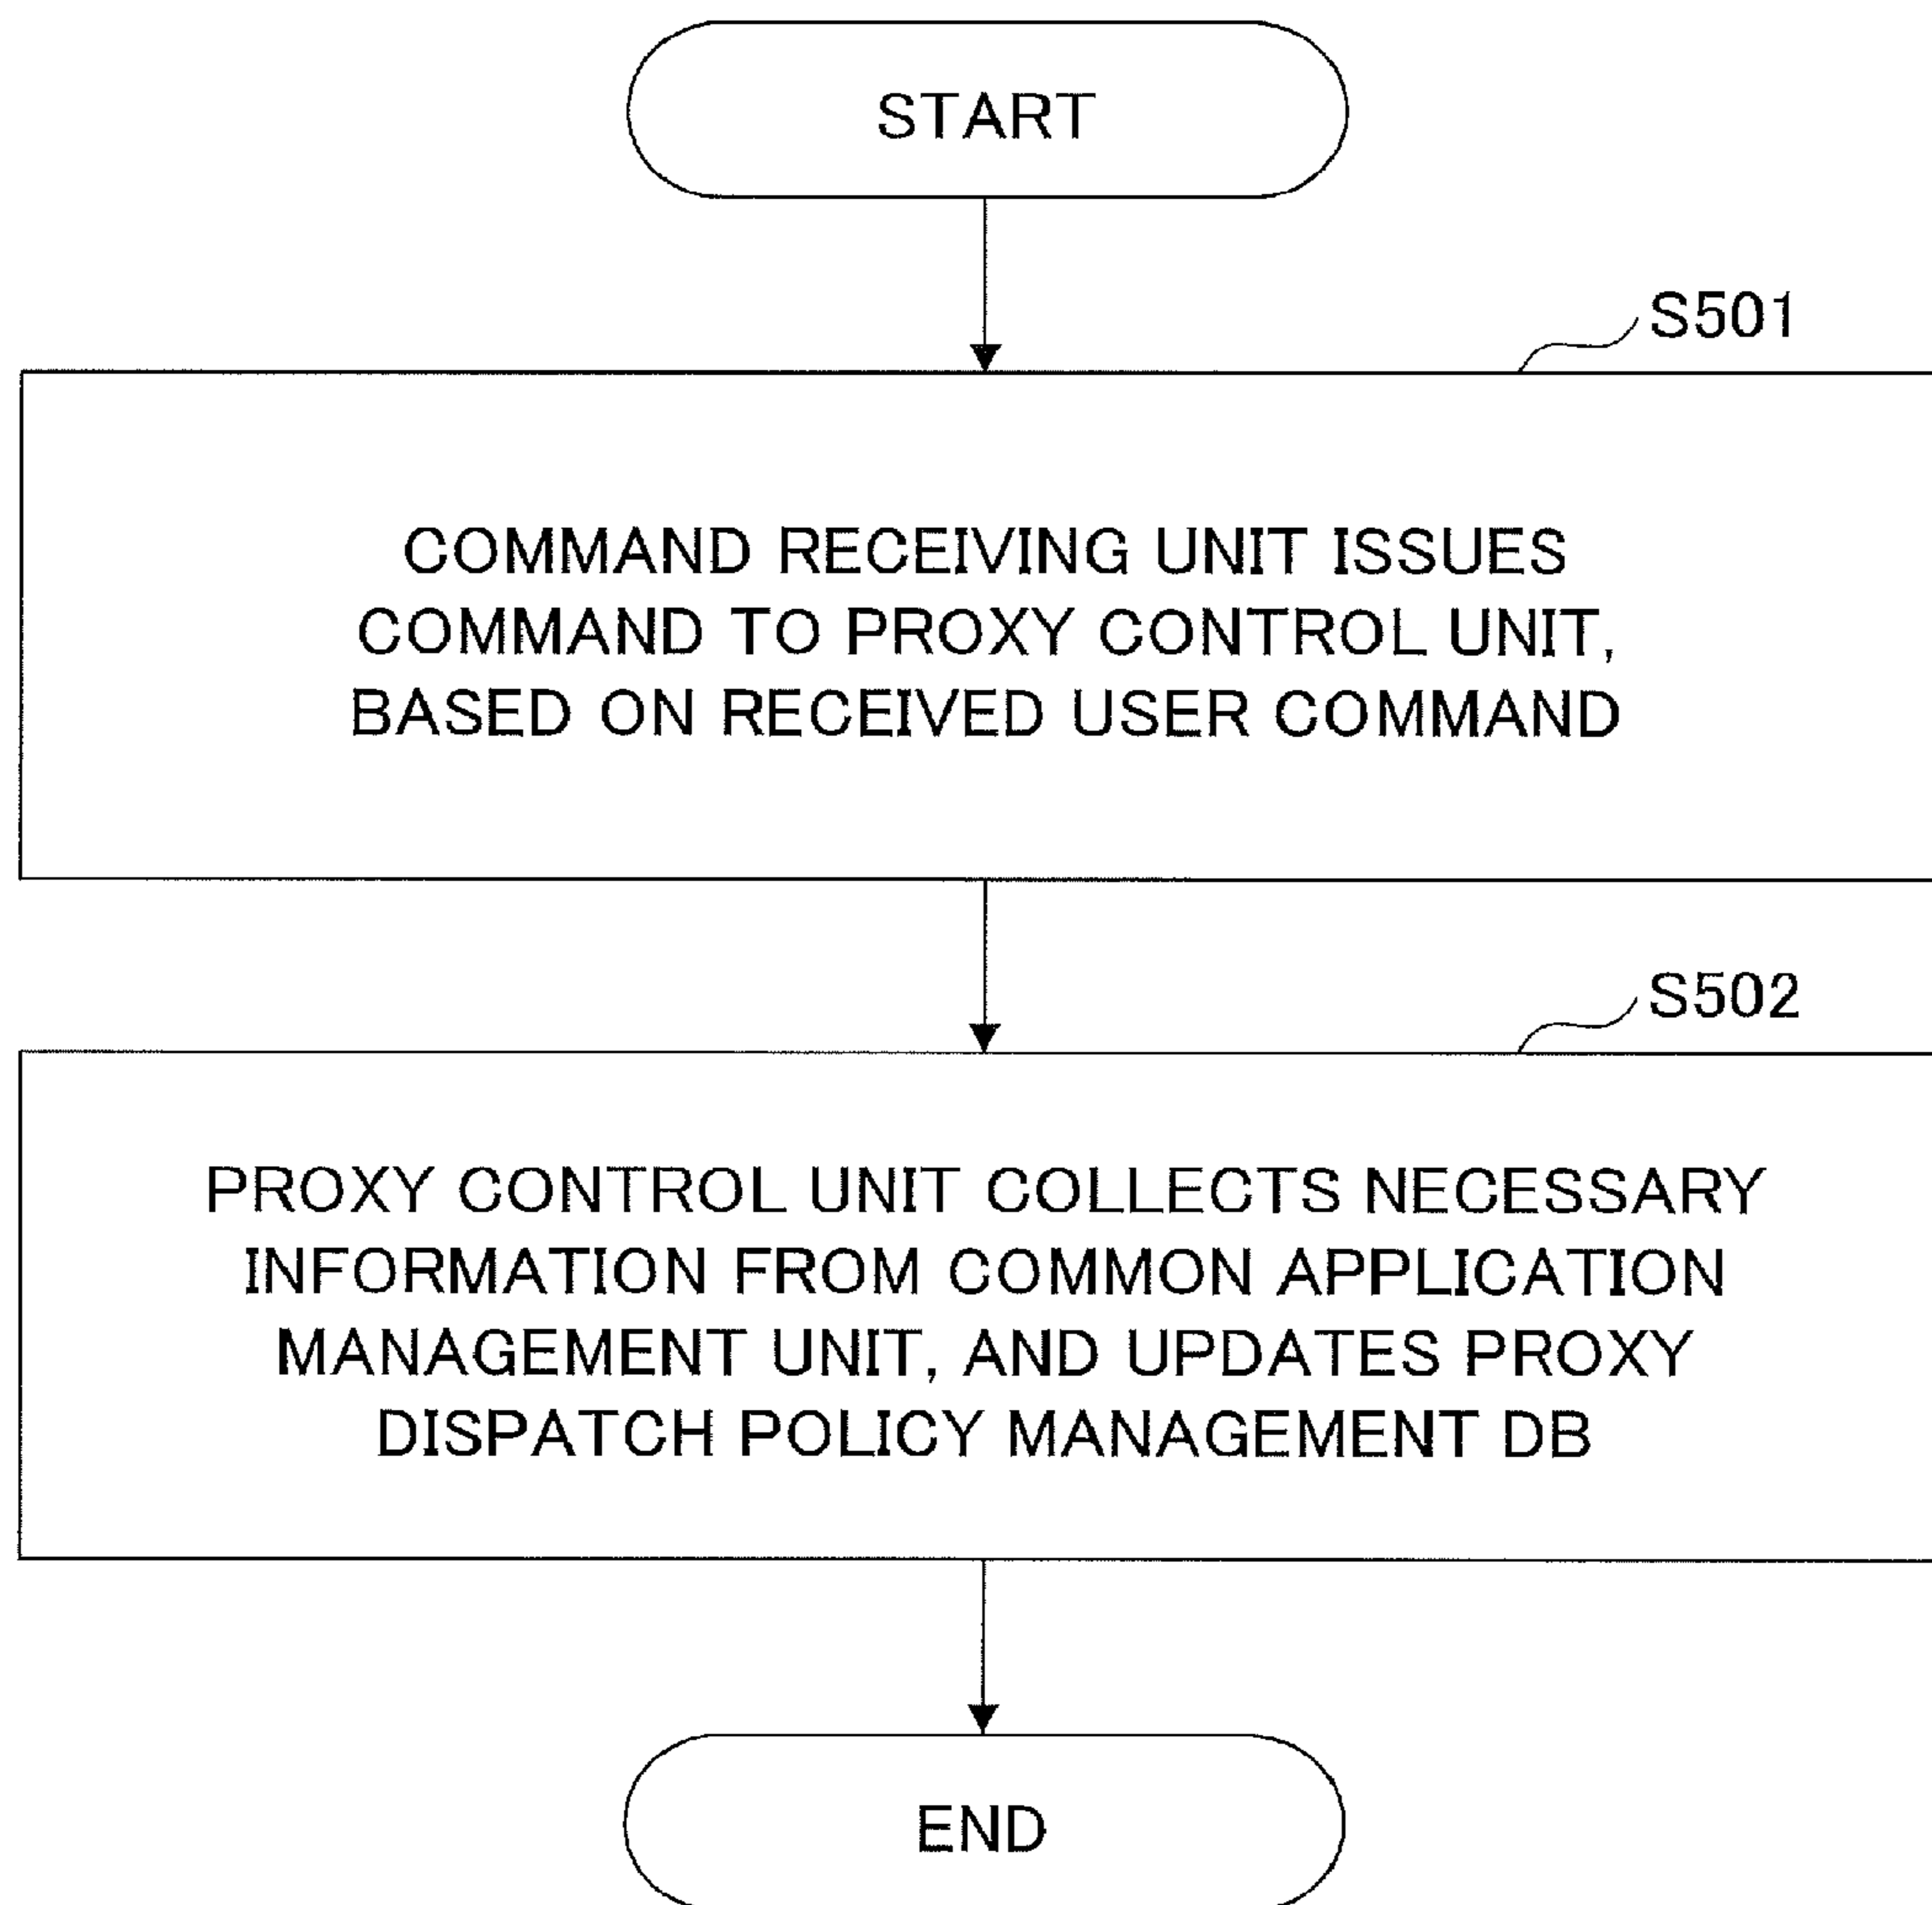 START
S501
COMMAND RECEIVING UNIT ISSUES
COMMAND TO PROXY CONTROL UNIT,
BASED ON RECEIVED USER COMMAND
S502
PROXY CONTROL UNIT COLLECTS NECESSARY
INFORMATION FROM COMMON APPLICATION
MANAGEMENT UNIT, AND UPDATES PROXY
DISPATCH POLICY MANAGEMENT DB
END